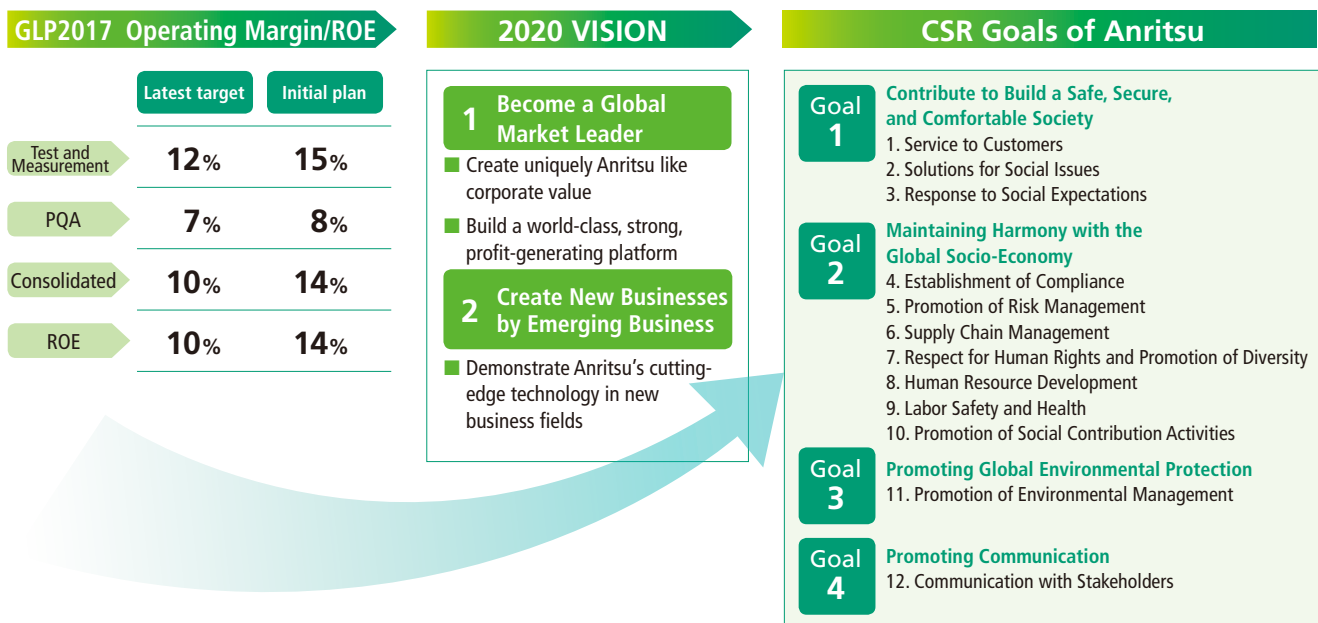 GLP2017 Operating Margin/ROE
Latest target
Initial plan
Test and
Measurement
12%
15%
PQA
7%
8%
Consolidated
10%
14%
ROE
10%
14%
2020 VISION
1
Become a Global
Market Leader
■ Create uniquely Anritsu like
corporate value
■ Build a world-class, strong,
profit-generating platform
2
Create New Businesses
by Emerging Business
■ Demonstrate Anritsu's cutting-
edge technology in new
business fields
CSR Goals of Anritsu
Goal
1
Contribute to Build a Safe, Secure,
and Comfortable Society
1. Service to Customers
2. Solutions for Social Issues
3. Response to Social Expectations
Goal
2
Maintaining Harmony with the
Global Socio-Economy
4. Establishment of Compliance
5. Promotion of Risk Management
6. Supply Chain Management
7. Respect for Human Rights and Promotion of Diversity
8. Human Resource Development
9. Labor Safety and Health
10. Promotion of Social Contribution Activities
Goal
3
Promoting Global Environmental Protection
11. Promotion of Environmental Management
Goal
4
Promoting Communication
12. Communication with Stakeholders